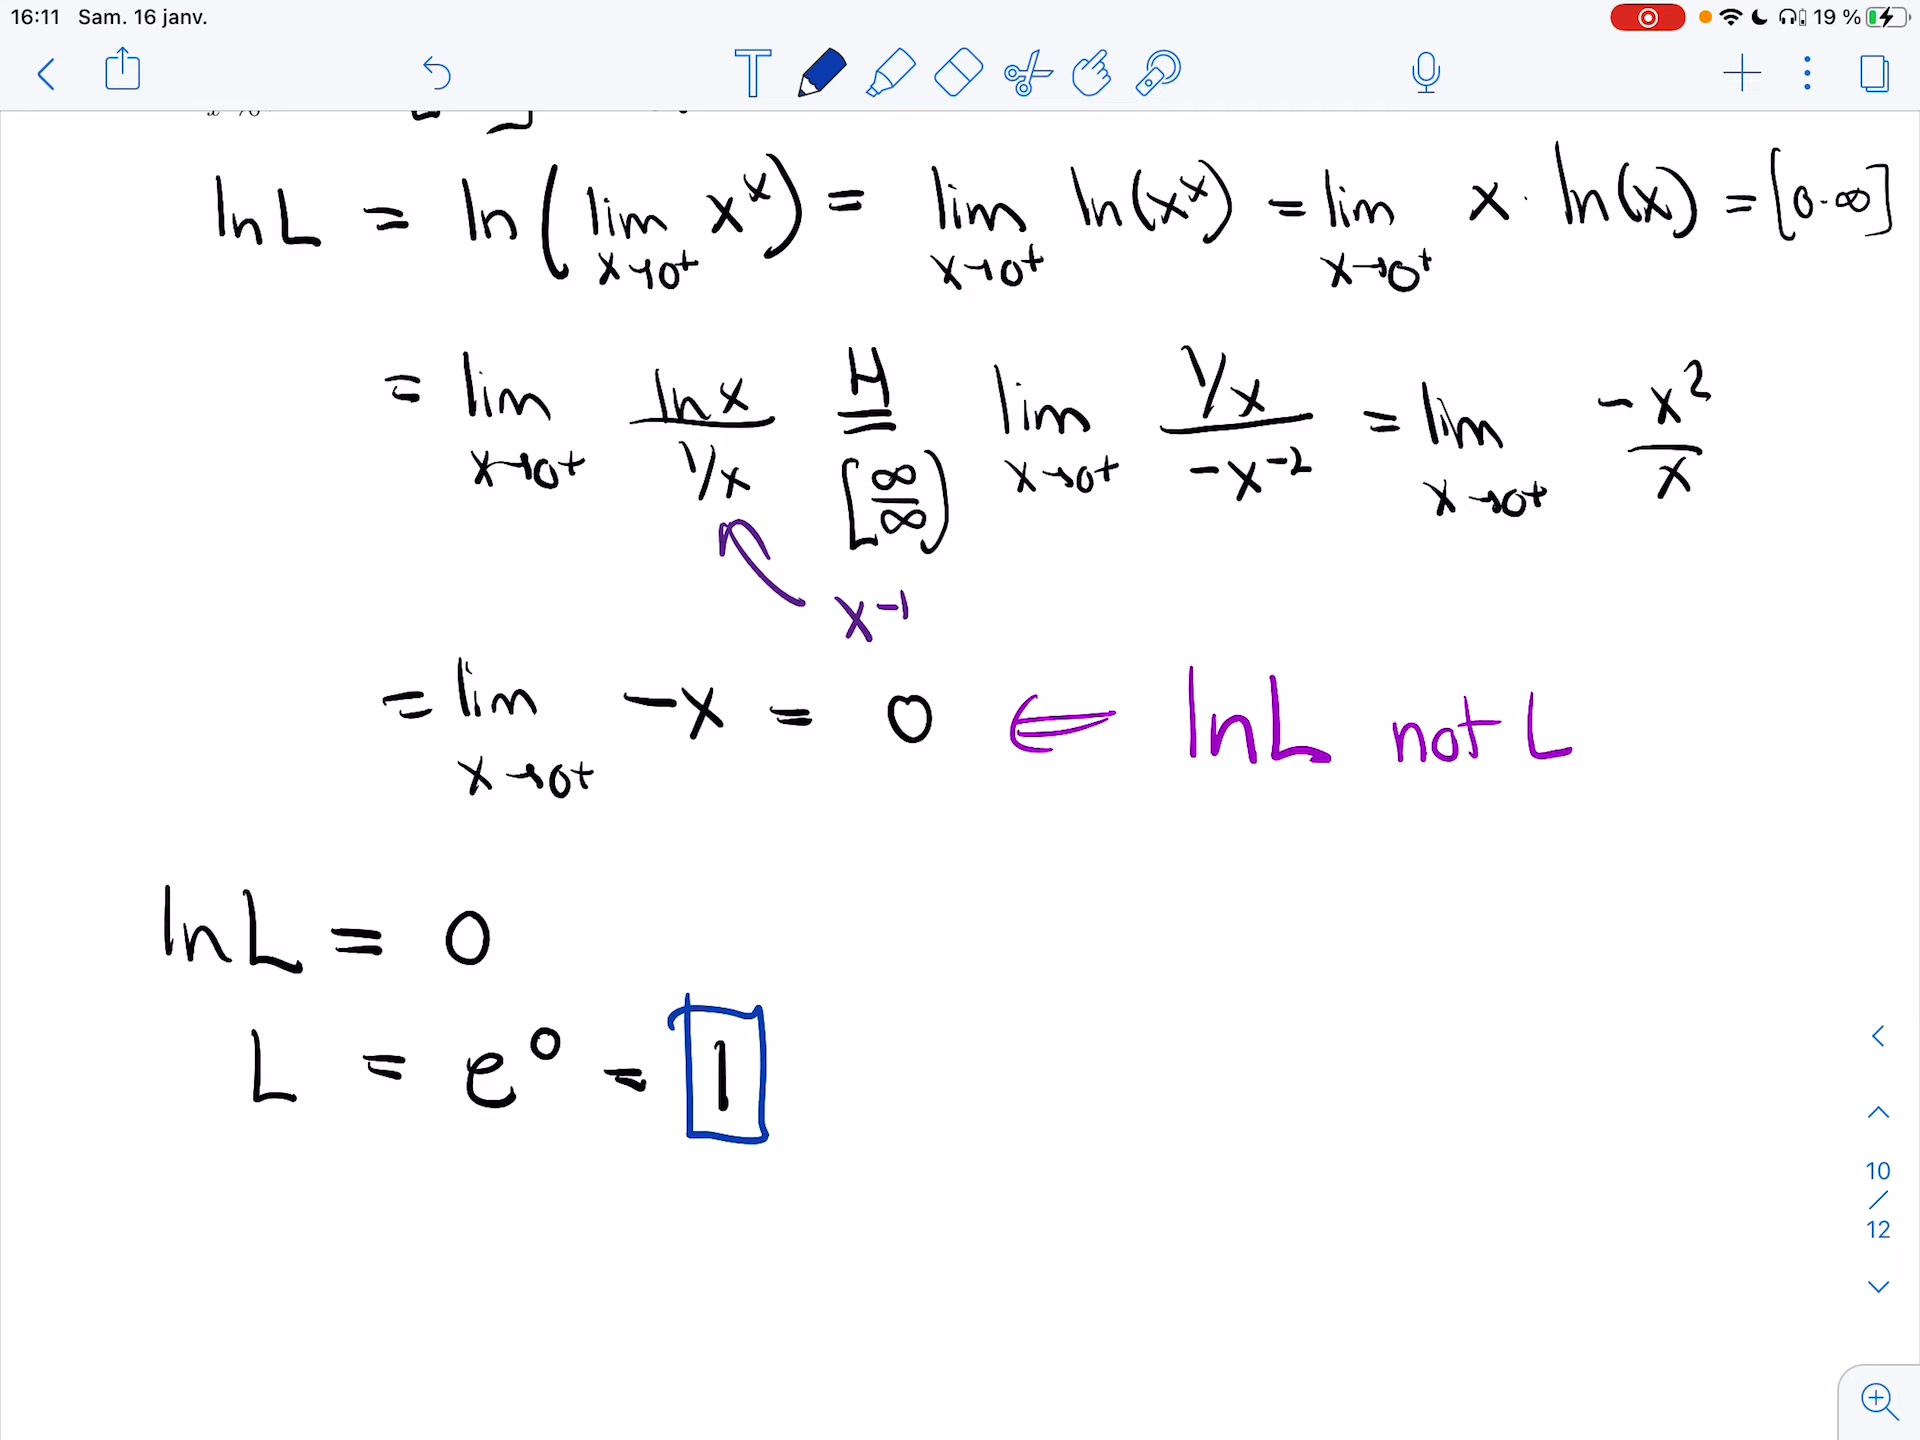 16:11 Sam. 16 janv. 19 %
T
ln L = ln ( lim x→0+ x^x ) = lim x→0+ ln(x^x) = lim x→0+ x · ln(x) = [0·∞]
= lim x→0+ ln x / 1/x H= [∞/∞) lim x→0+ 1/x / -x^-2 = lim x→0+ -x^2 / x
x^-1
= lim x→0+ -x = 0 ⇐ ln L not L
ln L = 0
L = e^0 = 1
10
/
12